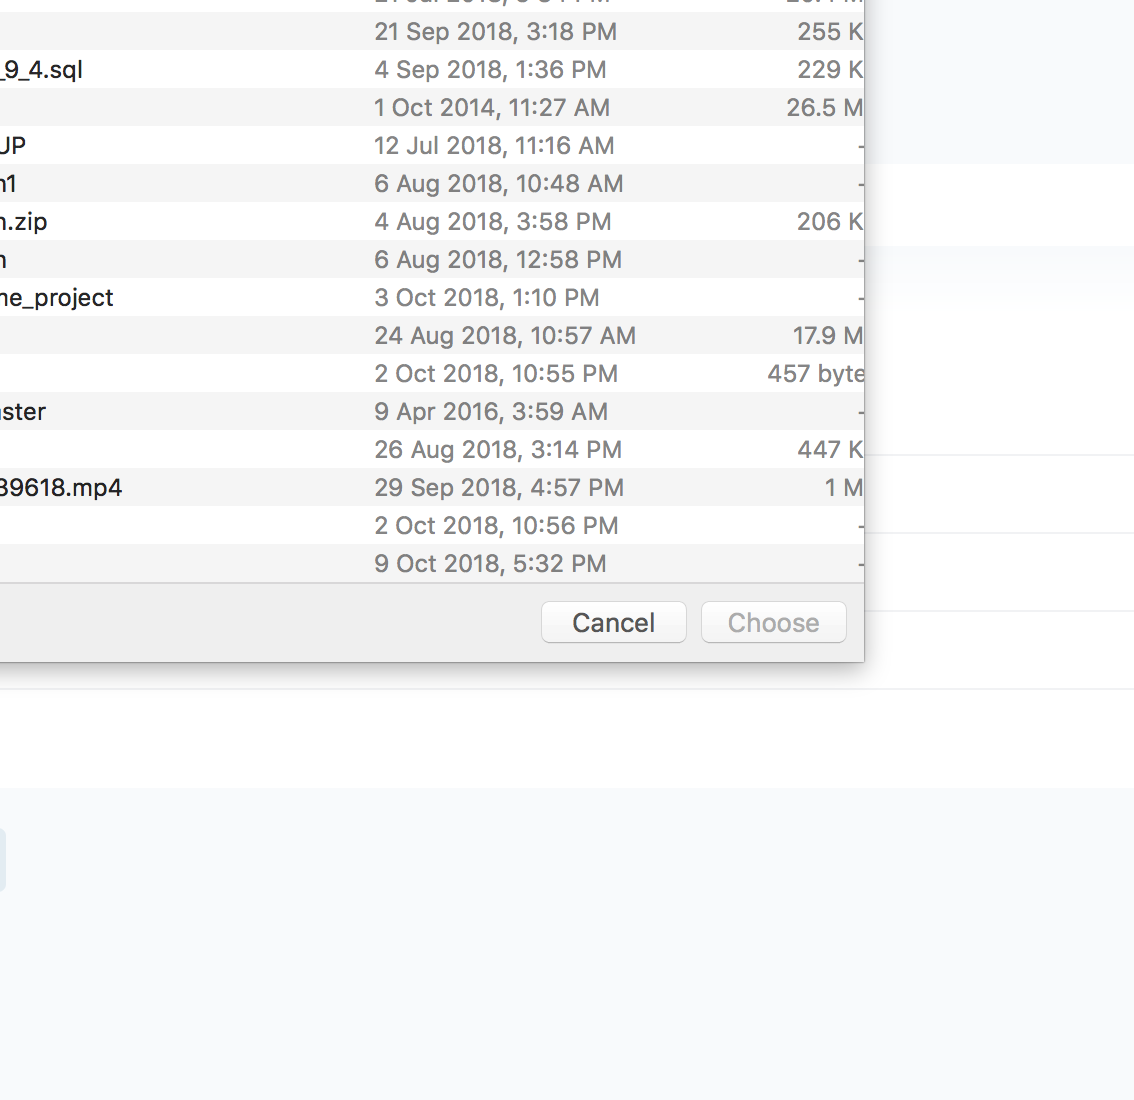 21 Sep 2018, 3:18 PM 255 K
_9_4.sql 4 Sep 2018, 1:36 PM 229 K
1 Oct 2014, 11:27 AM 26.5 M
UP 12 Jul 2018, 11:16 AM -
n1 6 Aug 2018, 10:48 AM -
n.zip 4 Aug 2018, 3:58 PM 206 K
n 6 Aug 2018, 12:58 PM -
ne_project 3 Oct 2018, 1:10 PM -
24 Aug 2018, 10:57 AM 17.9 M
2 Oct 2018, 10:55 PM 457 byte
aster 9 Apr 2016, 3:59 AM -
26 Aug 2018, 3:14 PM 447 K
39618.mp4 29 Sep 2018, 4:57 PM 1 M
2 Oct 2018, 10:56 PM -
9 Oct 2018, 5:32 PM -
Cancel Choose